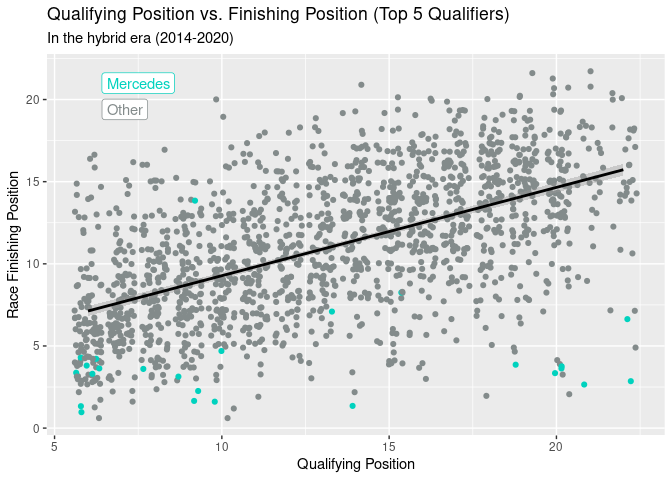 Qualifying Position vs. Finishing Position (Top 5 Qualifiers)
In the hybrid era (2014-2020)
Mercedes
Other
Race Finishing Position
20
15
10
5
0
5 10 15 20
Qualifying Position